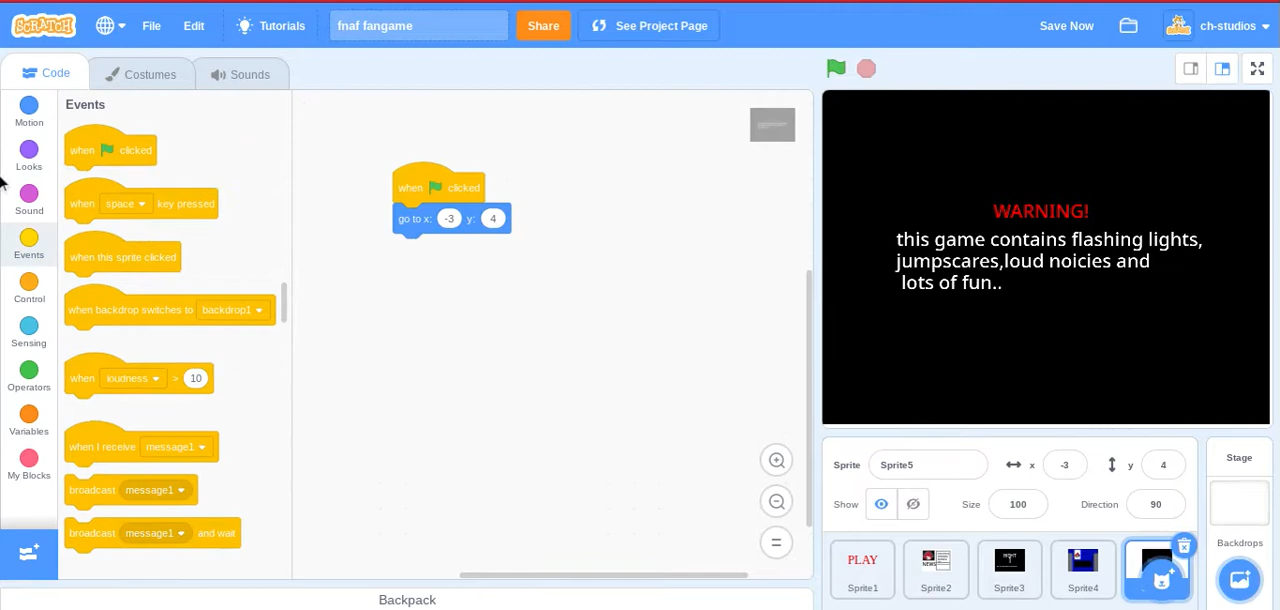 SCRATCH File Edit Tutorials fnaf fangame Share See Project Page Save Now ch-studios
Code Costumes Sounds
Motion
Looks
Sound
Events
Control
Sensing
Operators
Variables
My Blocks
Events
when clicked
when space key pressed
when this sprite clicked
when backdrop switches to backdrop1
when loudness > 10
when I receive message1
broadcast message1
broadcast message1 and wait
when clicked
go to x: -3 y: 4
WARNING!
this game contains flashing lights,
jumpscares,loud noicies and
lots of fun..
Sprite Sprite5 x -3 y 4
Show Size 100 Direction 90
PLAY
NEWS
Sprite1 Sprite2 Sprite3 Sprite4
Stage
Backdrops
Backpack